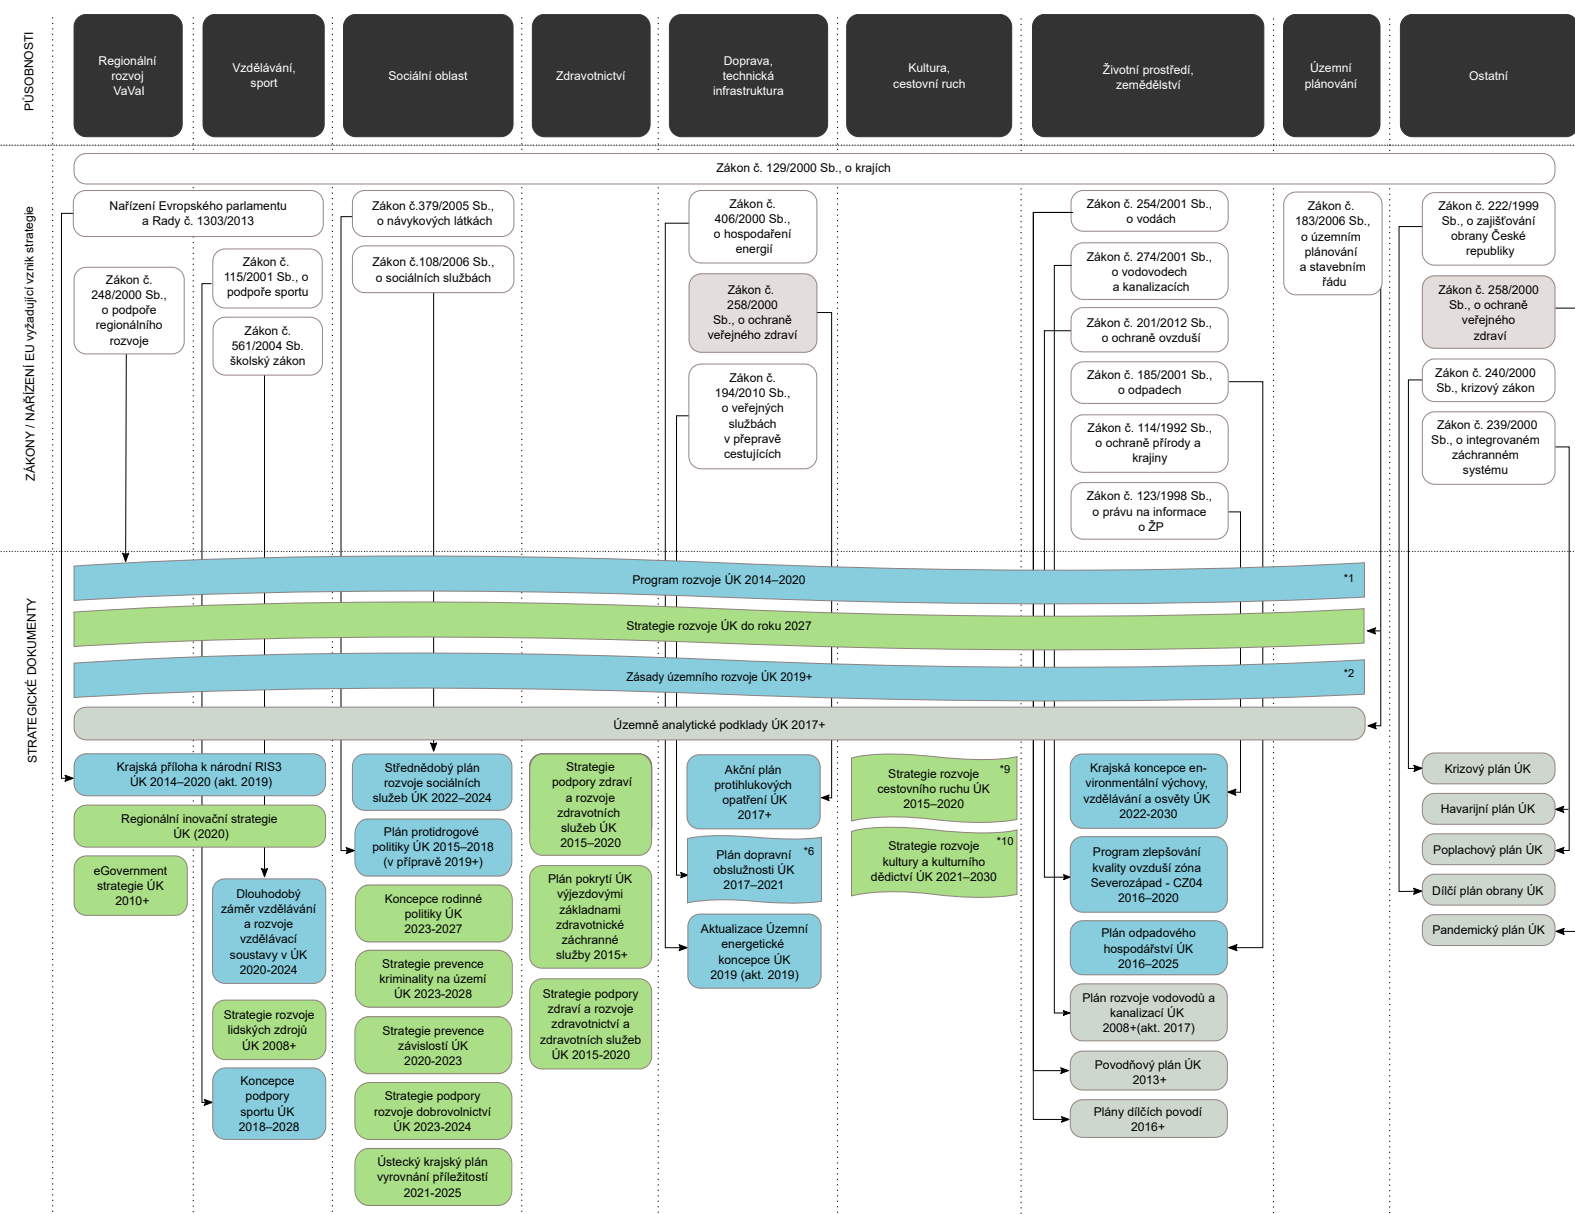 PŮSOBNOSTI
Regionální
rozvoj
VaVaI
Vzdělávání,
sport
Sociální oblast
Zdravotnictví
Doprava,
technická
infrastruktura
Kultura,
cestovní ruch
Životní prostředí,
zemědělství
Územní
plánování
Ostatní
ZÁKONY / NAŘÍZENÍ EU vyžadující vznik strategie
Zákon č. 129/2000 Sb., o krajích
Nařízení Evropského parlamentu
a Rady č. 1303/2013
Zákon č.
248/2000 Sb.,
o podpoře
regionálního
rozvoje
Zákon č.
115/2001 Sb., o
podpoře sportu
Zákon č.
561/2004 Sb.
školský zákon
Zákon č.379/2005 Sb.,
o návykových látkách
Zákon č.108/2006 Sb.,
o sociálních službách
Zákon č.
406/2000 Sb.,
o hospodaření
energií
Zákon č.
258/2000
Sb., o ochraně
veřejného zdraví
Zákon č.
194/2010 Sb.,
o veřejných
službách
v přepravě
cestujících
Zákon č. 254/2001 Sb.,
o vodách
Zákon č. 274/2001 Sb.,
o vodovodech
a kanalizacích
Zákon č. 201/2012 Sb.,
o ochraně ovzduší
Zákon č. 185/2001 Sb.,
o odpadech
Zákon č. 114/1992 Sb.,
o ochraně přírody a
krajiny
Zákon č. 123/1998 Sb.,
o právu na informace
o ŽP
Zákon č.
183/2006 Sb.,
o územním
plánování
a stavebním
řádu
Zákon č. 222/1999
Sb., o zajišťování
obrany České
republiky
Zákon č. 258/2000
Sb., o ochraně
veřejného
zdraví
Zákon č. 240/2000
Sb., krizový zákon
Zákon č. 239/2000
Sb., o integrovaném
záchranném
systému
STRATEGICKÉ DOKUMENTY
Program rozvoje ÚK 2014–2020
*1
Strategie rozvoje ÚK do roku 2027
Zásady územního rozvoje ÚK 2019+
*2
Územně analytické podklady ÚK 2017+
Krajská příloha k národní RIS3
ÚK 2014–2020 (akt. 2019)
Regionální inovační strategie
ÚK (2020)
eGovernment
strategie ÚK
2010+
Dlouhodobý
záměr vzdělávání
a rozvoje
vzdělávací
soustavy v ÚK
2020-2024
Strategie rozvoje
lidských zdrojů
ÚK 2008+
Koncepce
podpory
sportu ÚK
2018–2028
Střednědobý plán
rozvoje sociálních
služeb ÚK 2022–2024
Plán protidrogové
politiky ÚK 2015–2018
(v přípravě 2019+)
Koncepce rodinné
politiky ÚK
2023-2027
Strategie prevence
kriminality na území
ÚK 2023-2028
Strategie prevence
závislostí ÚK
2020-2023
Strategie podpory
rozvoje dobrovolnictví
ÚK 2023-2024
Ústecký krajský plán
vyrovnání příležitostí
2021-2025
Strategie
podpory zdraví
a rozvoje
zdravotních
služeb ÚK
2015–2020
Plán pokrytí ÚK
výjezdovými
základnami
zdravotnické
záchranné
služby 2015+
Strategie podpory
zdraví a rozvoje
zdravotnictví a
zdravotních služeb
ÚK 2015-2020
Akční plán
protihlukových
opatření ÚK
2017+
Plán dopravní
obslužnosti ÚK
2017–2021
*6
Aktualizace Územní
energetické
koncepce ÚK
2019 (akt. 2019)
Strategie rozvoje
cestovního ruchu ÚK
2015–2020
*9
Strategie rozvoje
kultury a kulturního
dědictví ÚK 2021–2030
*10
Krajská koncepce en-
vironmentální výchovy,
vzdělávání a osvěty ÚK
2022-2030
Program zlepšování
kvality ovzduší zóna
Severozápad - CZ04
2016–2020
Plán odpadového
hospodářství ÚK
2016–2025
Plán rozvoje vodovodů a
kanalizací ÚK
2008+(akt. 2017)
Povodňový plán ÚK
2013+
Plány dílčích povodí
2016+
Krizový plán ÚK
Havarijní plán ÚK
Poplachový plán ÚK
Dílčí plán obrany ÚK
Pandemický plán ÚK